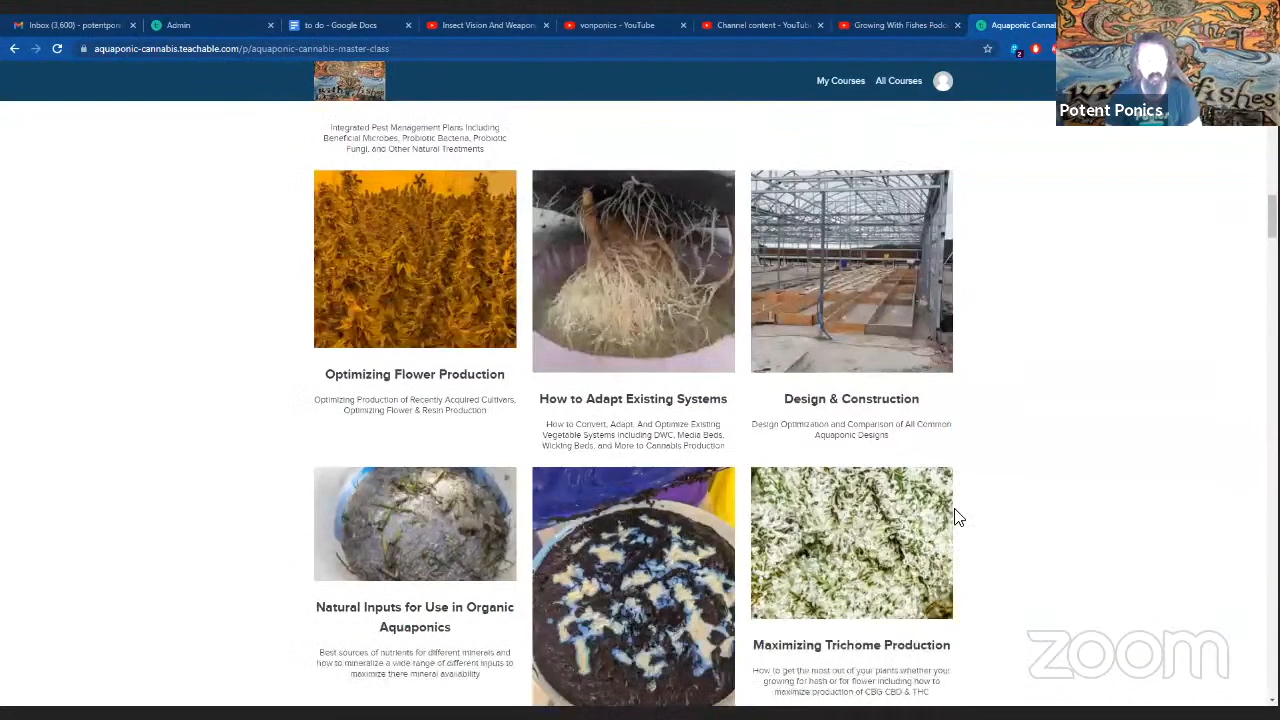 Inbox (3,600) - potentpon
Admin
to do - Google Docs
Insect Vision And Weapon
vonponics - YouTube
Channel content - YouTub
Growing With Fishes Podc
Aquaponic Cannab
aquaponic-cannabis.teachable.com/p/aquaponic-cannabis-master-class
2
My Courses
All Courses
Potent Ponics
Integrated Pest Management Plans Including
Beneficial Microbes, Probiotic Bacteria, Probiotic
Fungi, and Other Natural Treatments
Optimizing Flower Production
Optimizing Production of Recently Acquired Cultivars,
Optimizing Flower & Resin Production
How to Adapt Existing Systems
How to Convert, Adapt, And Optimize Existing
Vegetable Systems Including DWC, Media Beds,
Wicking Beds, and More to Cannabis Production
Design & Construction
Design Optimization and Comparison of All Common
Aquaponic Designs
Natural Inputs for Use in Organic
Aquaponics
Best sources of nutrients for different minerals and
how to mineralize a wide range of different inputs to
maximize there mineral availability
Maximizing Trichome Production
How to get the most out of your plants whether your
growing for hash or for flower including how to
maximize production of CBG CBD & THC
zoom